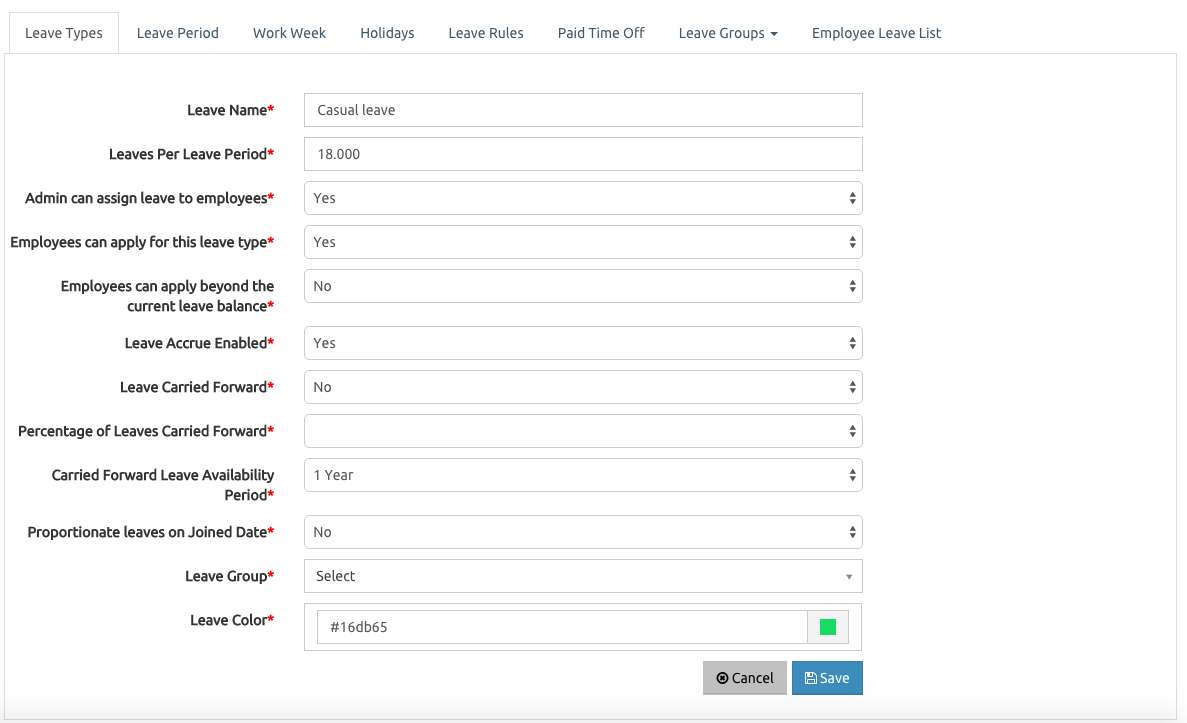 Leave Types Leave Period Work Week Holidays Leave Rules Paid Time Off Leave Groups Employee Leave List
Leave Name* Casual leave
Leaves Per Leave Period* 18.000
Admin can assign leave to employees* Yes
Employees can apply for this leave type* Yes
Employees can apply beyond the
current leave balance* No
Leave Accrue Enabled* Yes
Leave Carried Forward* No
Percentage of Leaves Carried Forward*
Carried Forward Leave Availability
Period* 1 Year
Proportionate leaves on Joined Date* No
Leave Group* Select
Leave Color* #16db65
Cancel Save